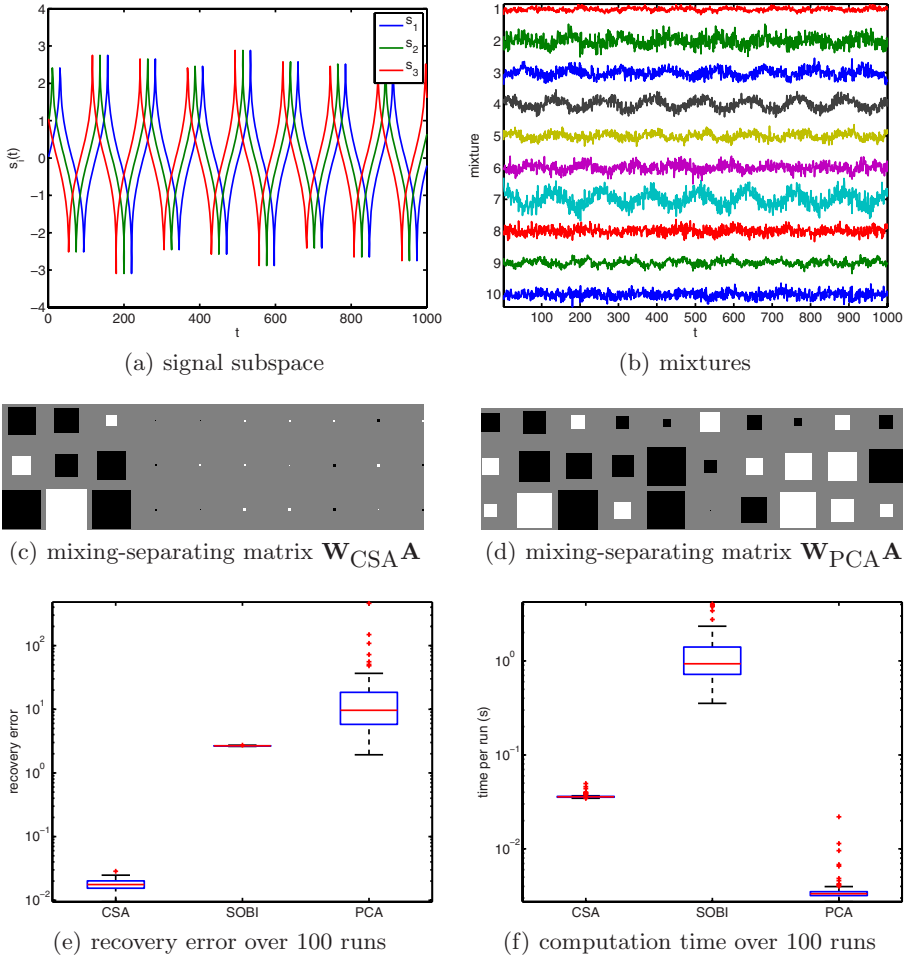 4
3
2
1
0
−1
−2
−3
−4
s_i(t)
0 200 400 600 800 1000
t
s_1
s_2
s_3
(a) signal subspace
1
2
3
4
5
6
7
8
9
10
mixture
100 200 300 400 500 600 700 800 900 1000
t
(b) mixtures
(c) mixing-separating matrix W_CSA A
(d) mixing-separating matrix W_PCA A
10^2
10^1
10^0
10^−1
10^−2
recovery error
CSA SOBI PCA
(e) recovery error over 100 runs
10^0
10^−1
10^−2
time per run (s)
CSA SOBI PCA
(f) computation time over 100 runs